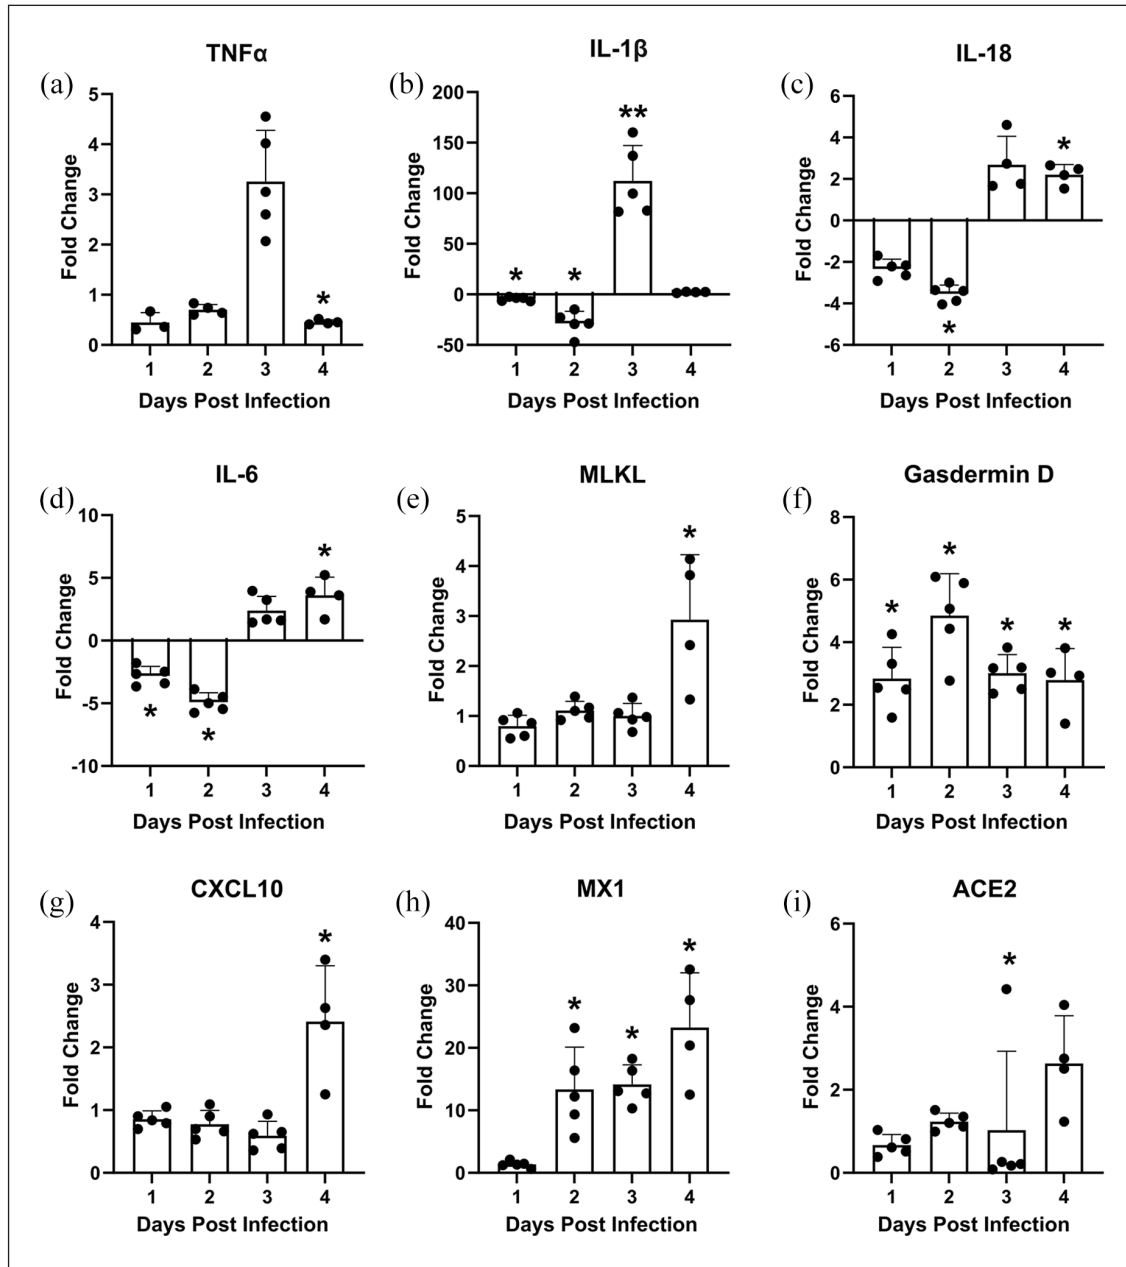 TNFα
(a)
5
4
3
2
1
0
Fold Change
*
1 2 3 4
Days Post Infection
IL-1β
(b)
200
150
100
50
0
-50
Fold Change
* * ** 
1 2 3 4
Days Post Infection
IL-18
(c)
6
4
2
0
-2
-4
-6
Fold Change
* *
1 2 3 4
Days Post Infection
IL-6
(d)
10
5
0
-5
-10
Fold Change
* * *
1 2 3 4
Days Post Infection
MLKL
(e)
5
4
3
2
1
0
Fold Change
*
1 2 3 4
Days Post Infection
Gasdermin D
(f)
8
6
4
2
0
Fold Change
* * * *
1 2 3 4
Days Post Infection
CXCL10
(g)
4
3
2
1
0
Fold Change
*
1 2 3 4
Days Post Infection
MX1
(h)
40
30
20
10
0
Fold Change
* * *
1 2 3 4
Days Post Infection
ACE2
(i)
6
4
2
0
Fold Change
*
1 2 3 4
Days Post Infection